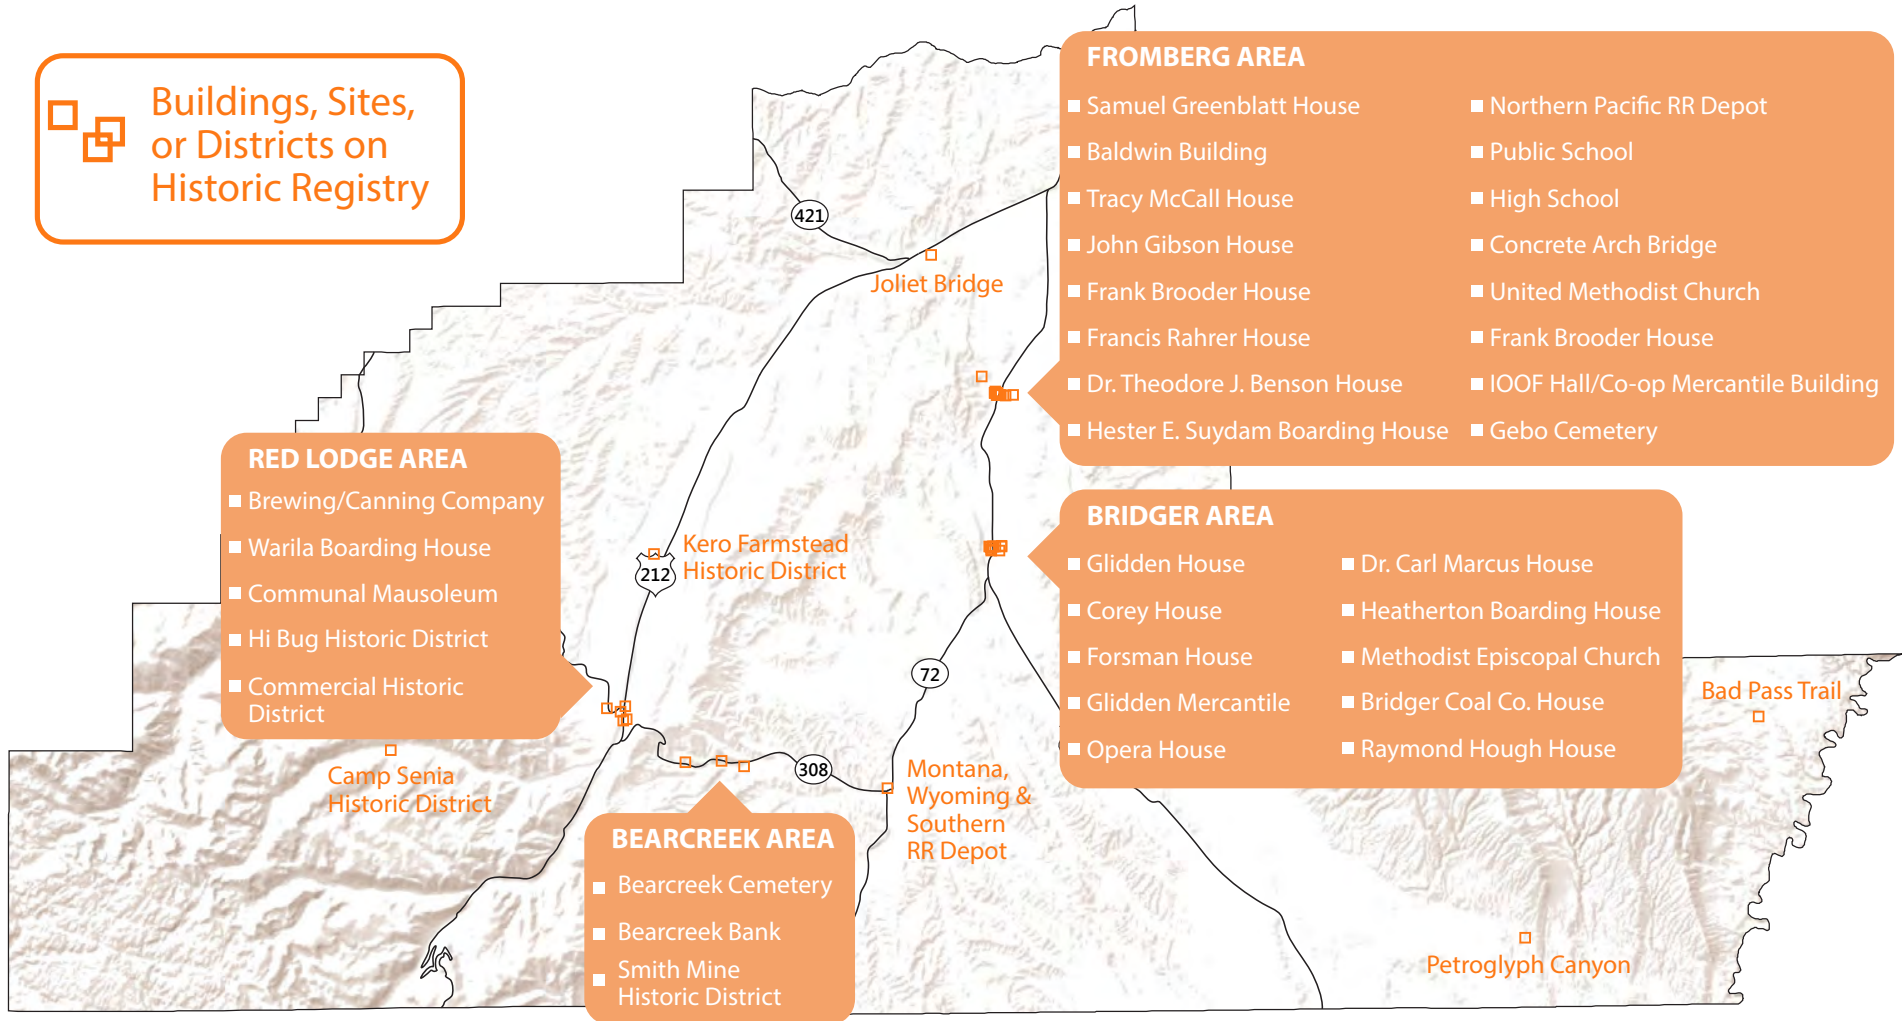 Buildings, Sites,
or Districts on
Historic Registry
FROMBERG AREA
Samuel Greenblatt House
Baldwin Building
Tracy McCall House
John Gibson House
Frank Brooder House
Francis Rahrer House
Dr. Theodore J. Benson House
Hester E. Suydam Boarding House
Northern Pacific RR Depot
Public School
High School
Concrete Arch Bridge
United Methodist Church
Frank Brooder House
IOOF Hall/Co-op Mercantile Building
Gebo Cemetery
421
Joliet Bridge
RED LODGE AREA
Brewing/Canning Company
Warila Boarding House
Communal Mausoleum
Hi Bug Historic District
Commercial Historic
District
Kero Farmstead
Historic District
212
BRIDGER AREA
Glidden House
Corey House
Forsman House
Glidden Mercantile
Opera House
Dr. Carl Marcus House
Heatherton Boarding House
Methodist Episcopal Church
Bridger Coal Co. House
Raymond Hough House
72
Bad Pass Trail
Camp Senia
Historic District
308
Montana,
Wyoming &
Southern
RR Depot
BEARCREEK AREA
Bearcreek Cemetery
Bearcreek Bank
Smith Mine
Historic District
Petroglyph Canyon